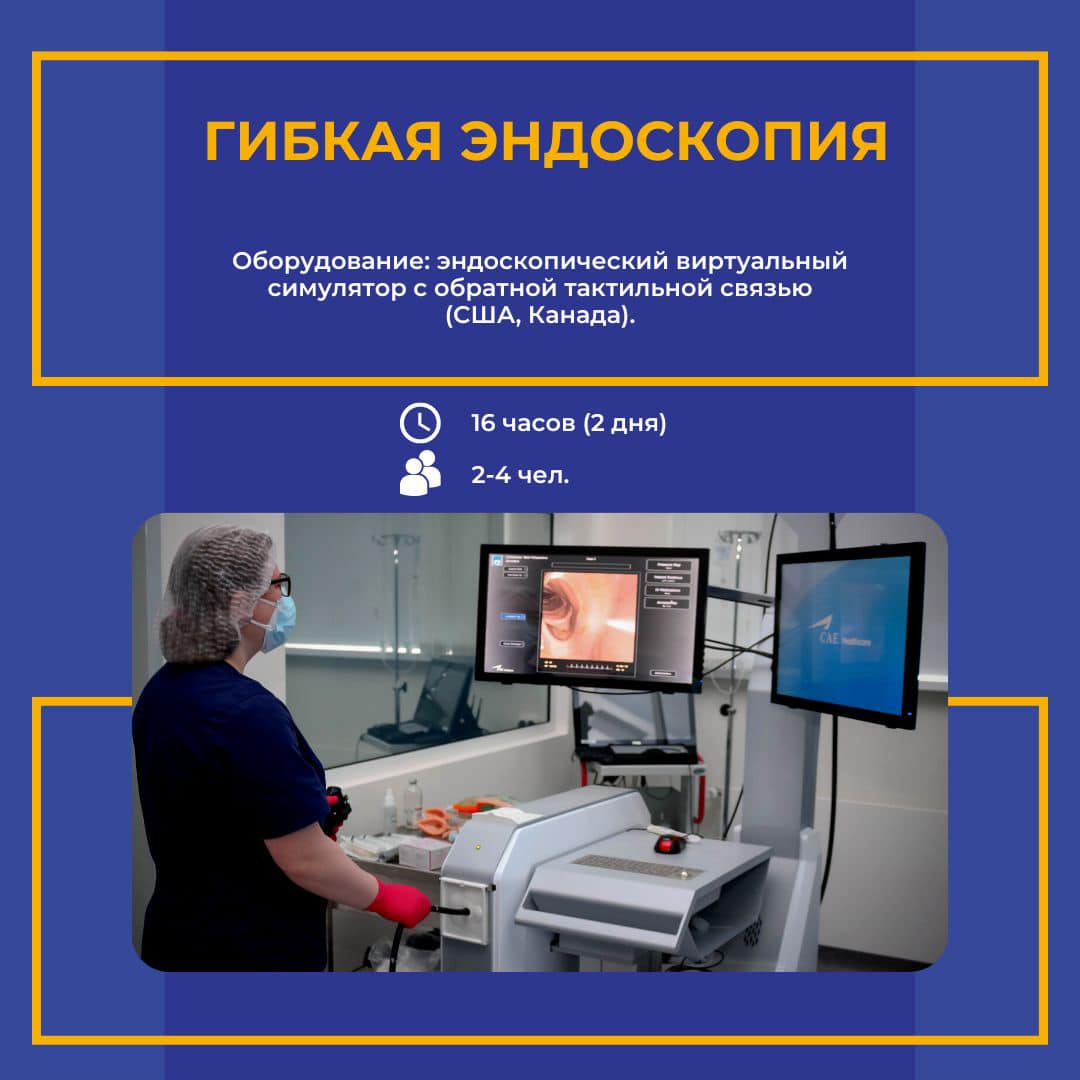 ГИБКАЯ ЭНДОСКОПИЯ
Оборудование: эндоскопический виртуальный
симулятор с обратной тактильной связью
(США, Канада).
16 часов (2 дня)
2-4 чел.
CAE Healthcare